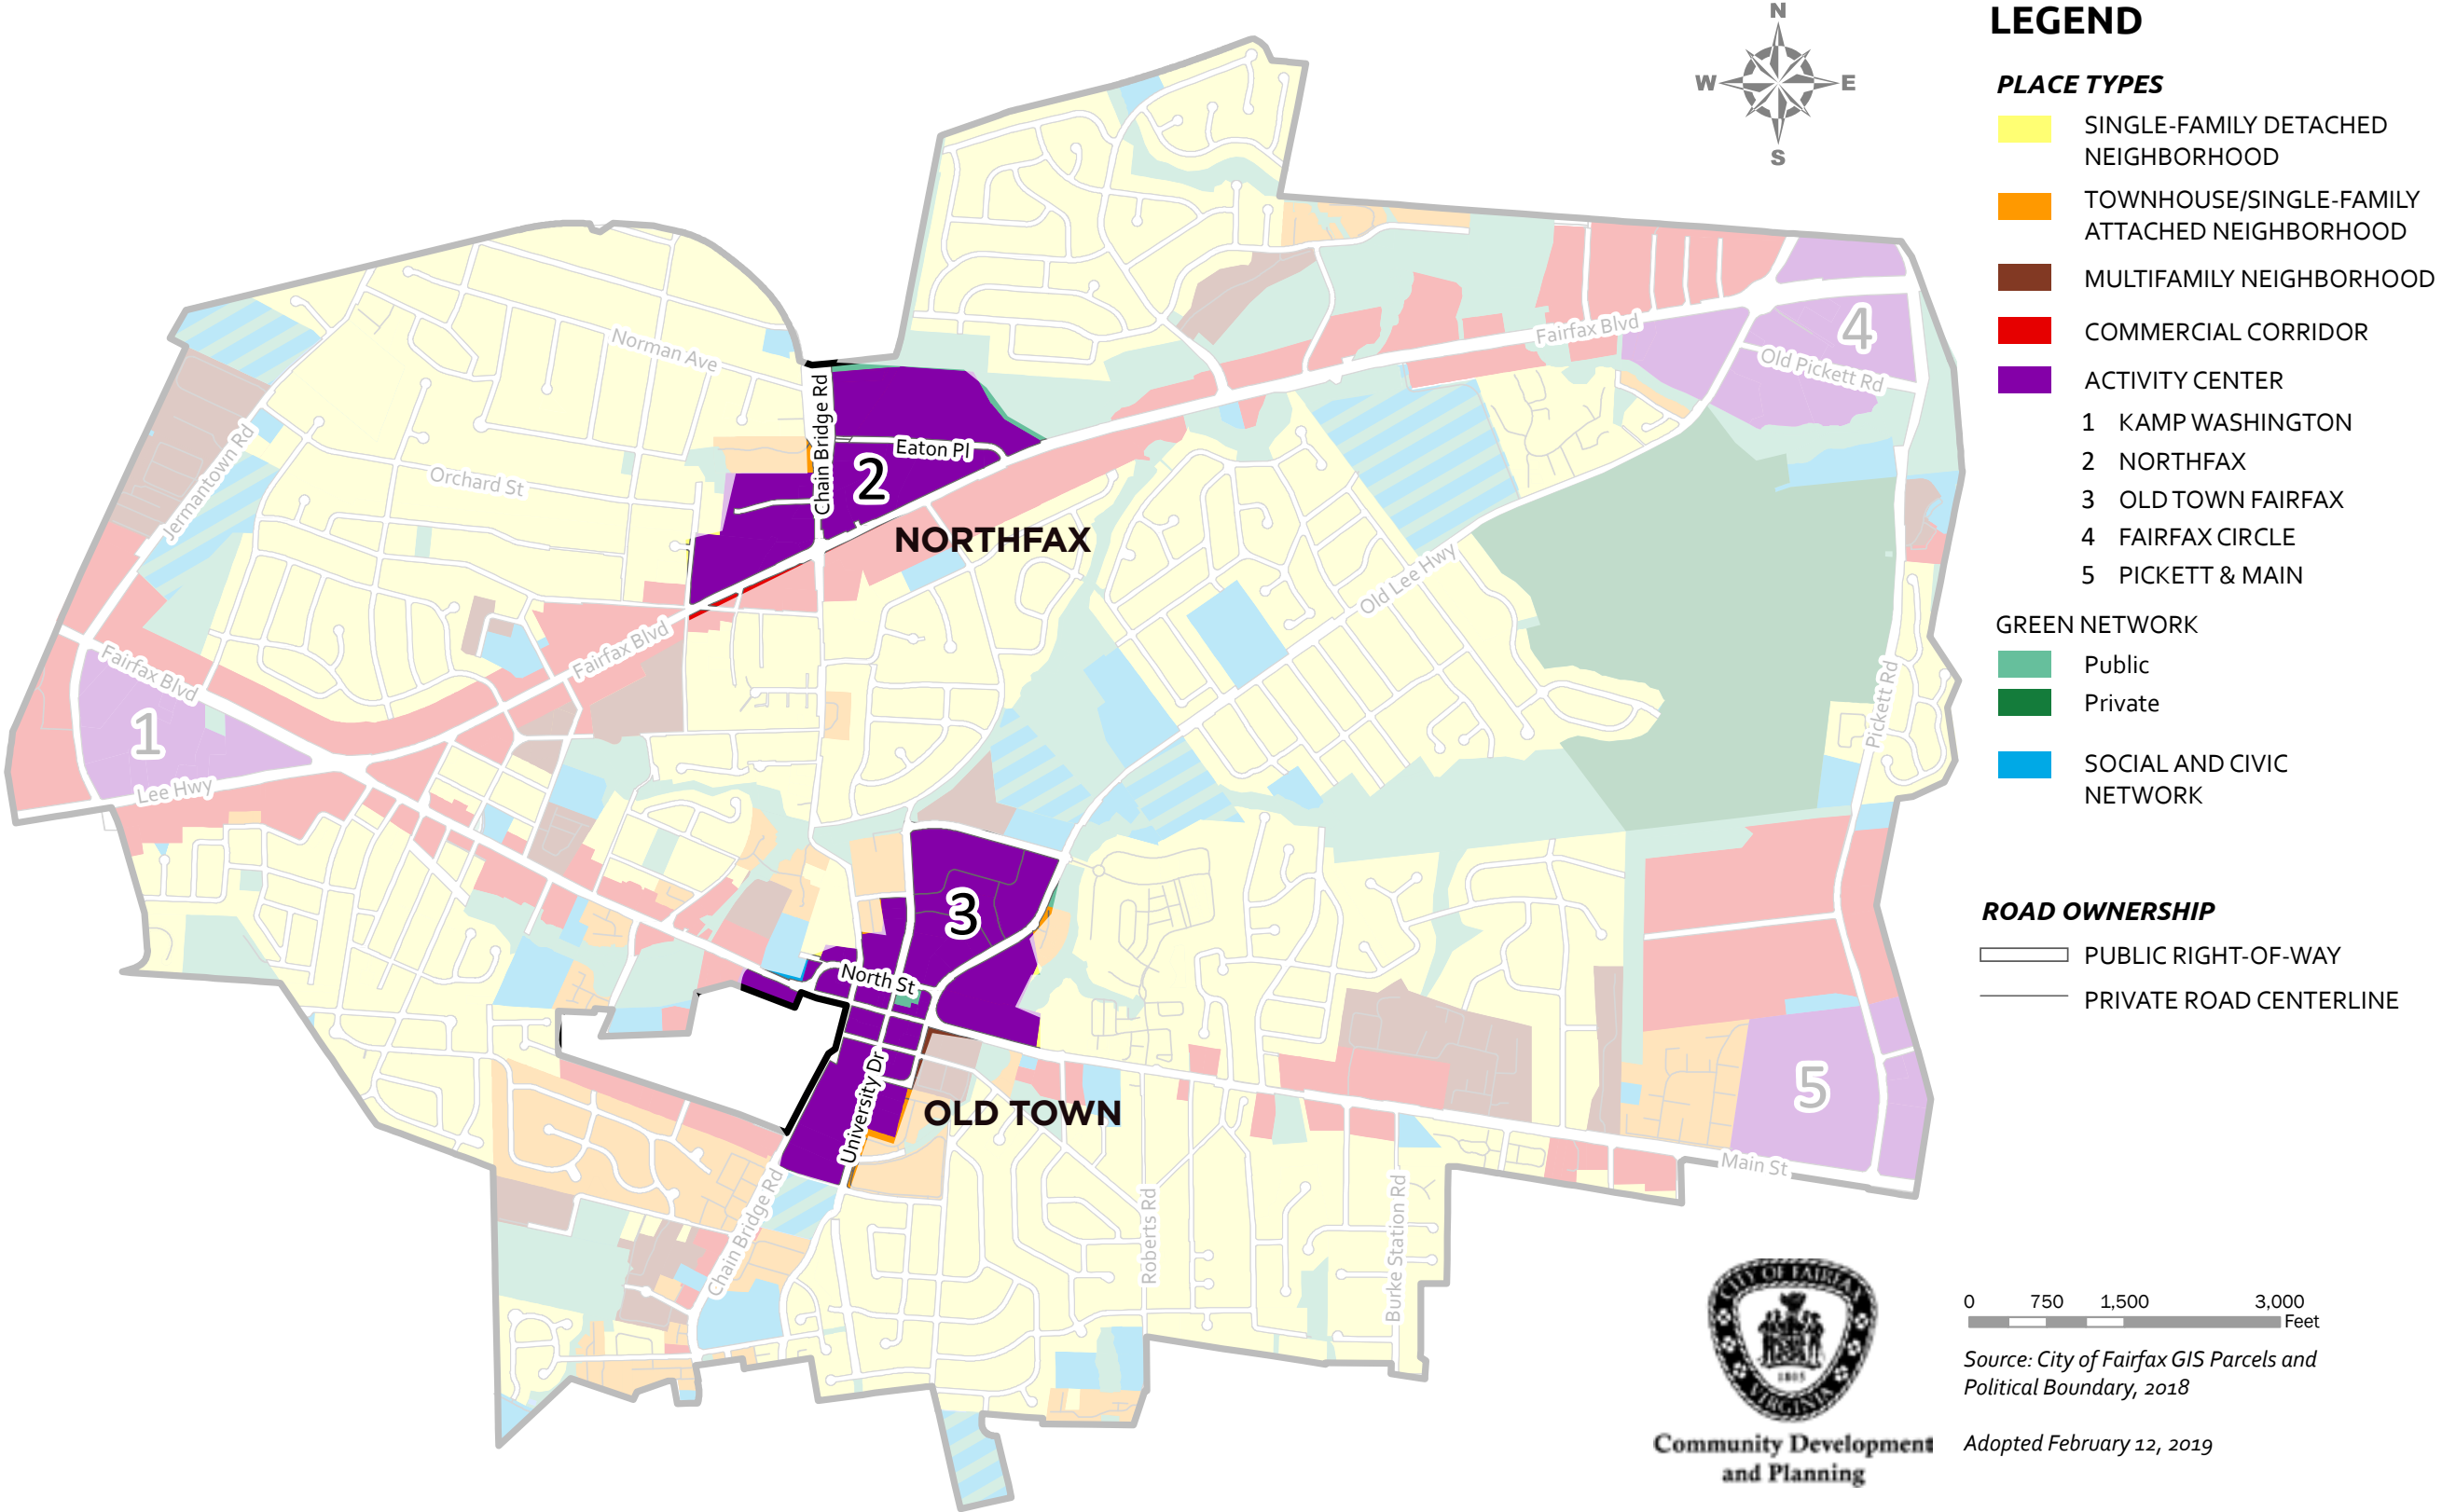 N
W E
S
LEGEND
PLACE TYPES
SINGLE-FAMILY DETACHED
NEIGHBORHOOD
TOWNHOUSE/SINGLE-FAMILY
ATTACHED NEIGHBORHOOD
MULTIFAMILY NEIGHBORHOOD
COMMERCIAL CORRIDOR
ACTIVITY CENTER
1 KAMP WASHINGTON
2 NORTHFAX
3 OLD TOWN FAIRFAX
4 FAIRFAX CIRCLE
5 PICKETT & MAIN
GREEN NETWORK
Public
Private
SOCIAL AND CIVIC
NETWORK
ROAD OWNERSHIP
PUBLIC RIGHT-OF-WAY
PRIVATE ROAD CENTERLINE
Norman Ave
Fairfax Blvd
4
Old Pickett Rd
Chain Bridge Rd
Eaton Pl
2
Jermantown Rd
Orchard St
NORTHFAX
Old Lee Hwy
Fairfax Blvd
Fairfax Blvd
1
Lee Hwy
Pickett Rd
3
North St
University Dr
OLD TOWN
5
Main St
Chain Bridge Rd
Roberts Rd
Burke Station Rd
CITY OF FAIRFAX
1805
VIRGINIA
Community Development
and Planning
0 750 1,500 3,000
Feet
Source: City of Fairfax GIS Parcels and
Political Boundary, 2018
Adopted February 12, 2019